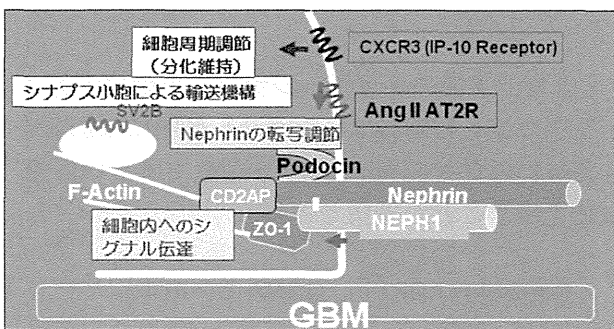 細胞周期調節
(分化維持)
CXCR3 (IP-10 Receptor)
シナプス小胞による輸送機構
SV2B
AngⅡ AT2R
Nephrinの転写調節
Podocin
F-Actin
CD2AP
Nephrin
細胞内へのシ
グナル伝達
ZO-1
NEPH1
GBM